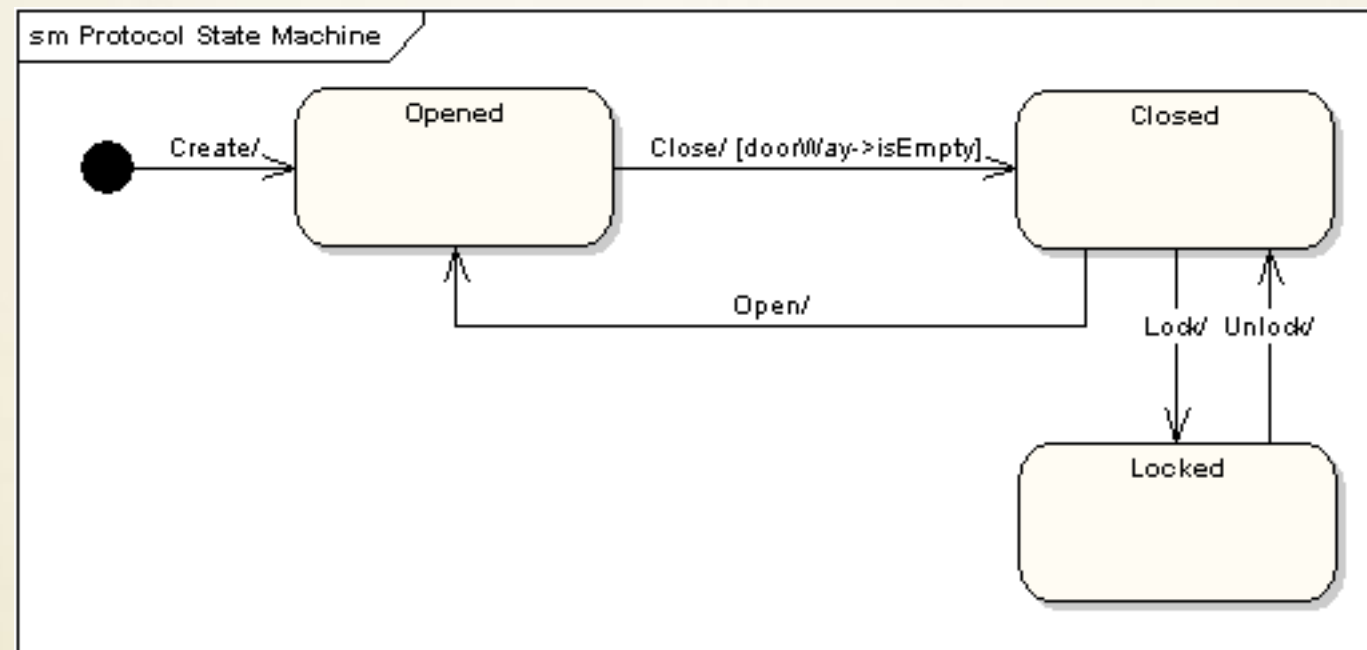 sm Protocol State Machine
Opened
Closed
Create/
Close/ [doorWay->isEmpty]
Open/
Lock/
Unlock/
Locked